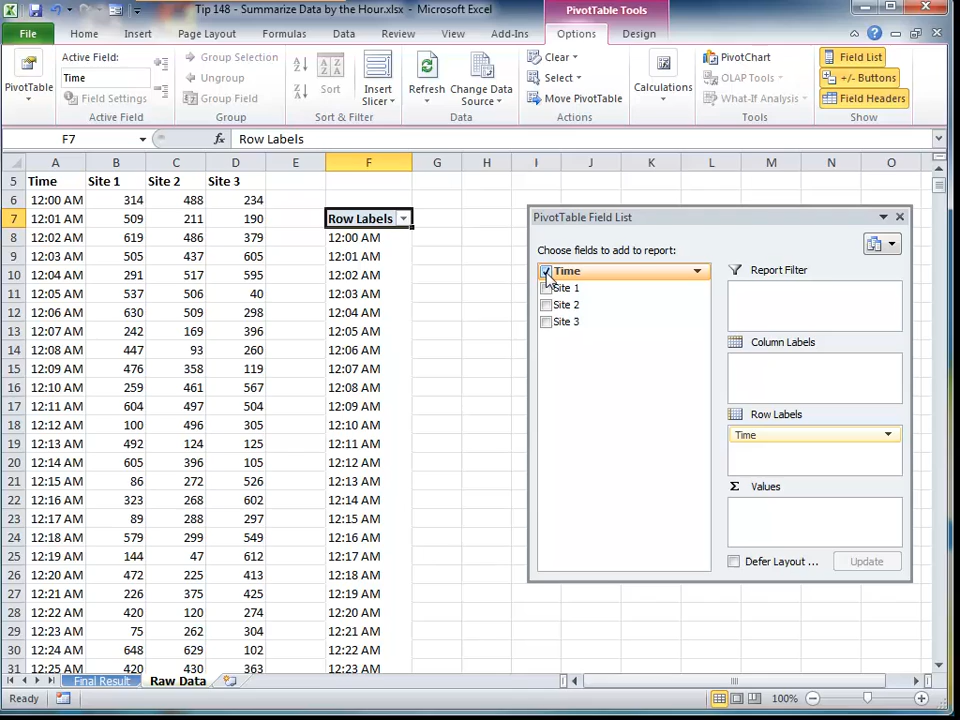 Tip 148 - Summarize Data by the Hour.xlsx - Microsoft Excel
PivotTable Tools
File Home Insert Page Layout Formulas Data Review View Add-Ins Options Design
Active Field: Group Selection Clear PivotChart Field List
Time Ungroup Select OLAP Tools +/- Buttons
PivotTable Field Settings Group Field Sort Insert Slicer Refresh Change Data Source Move PivotTable Calculations What-If Analysis Field Headers
Active Field Group Sort & Filter Data Actions Tools Show
F7 fx Row Labels
A B C D E F G H I J K L M N O
5 Time Site 1 Site 2 Site 3
6 12:00 AM 314 488 234
7 12:01 AM 509 211 190 Row Labels
8 12:02 AM 619 486 379 12:00 AM
9 12:03 AM 505 437 605 12:01 AM
10 12:04 AM 291 517 595 12:02 AM
11 12:05 AM 537 506 40 12:03 AM
12 12:06 AM 630 509 298 12:04 AM
13 12:07 AM 242 169 396 12:05 AM
14 12:08 AM 447 93 260 12:06 AM
15 12:09 AM 476 358 119 12:07 AM
16 12:10 AM 259 461 567 12:08 AM
17 12:11 AM 604 497 504 12:09 AM
18 12:12 AM 100 496 305 12:10 AM
19 12:13 AM 492 124 125 12:11 AM
20 12:14 AM 605 396 105 12:12 AM
21 12:15 AM 86 272 526 12:13 AM
22 12:16 AM 323 268 602 12:14 AM
23 12:17 AM 89 288 297 12:15 AM
24 12:18 AM 579 299 549 12:16 AM
25 12:19 AM 144 47 612 12:17 AM
26 12:20 AM 472 225 413 12:18 AM
27 12:21 AM 226 375 425 12:19 AM
28 12:22 AM 420 120 274 12:20 AM
29 12:23 AM 75 262 304 12:21 AM
30 12:24 AM 648 629 102 12:22 AM
31 12:25 AM 420 430 363 12:23 AM
PivotTable Field List
Choose fields to add to report:
Time
Site 1
Site 2
Site 3
Report Filter
Column Labels
Row Labels
Time
Σ Values
Defer Layout ... Update
Final Result Raw Data
Ready 100%